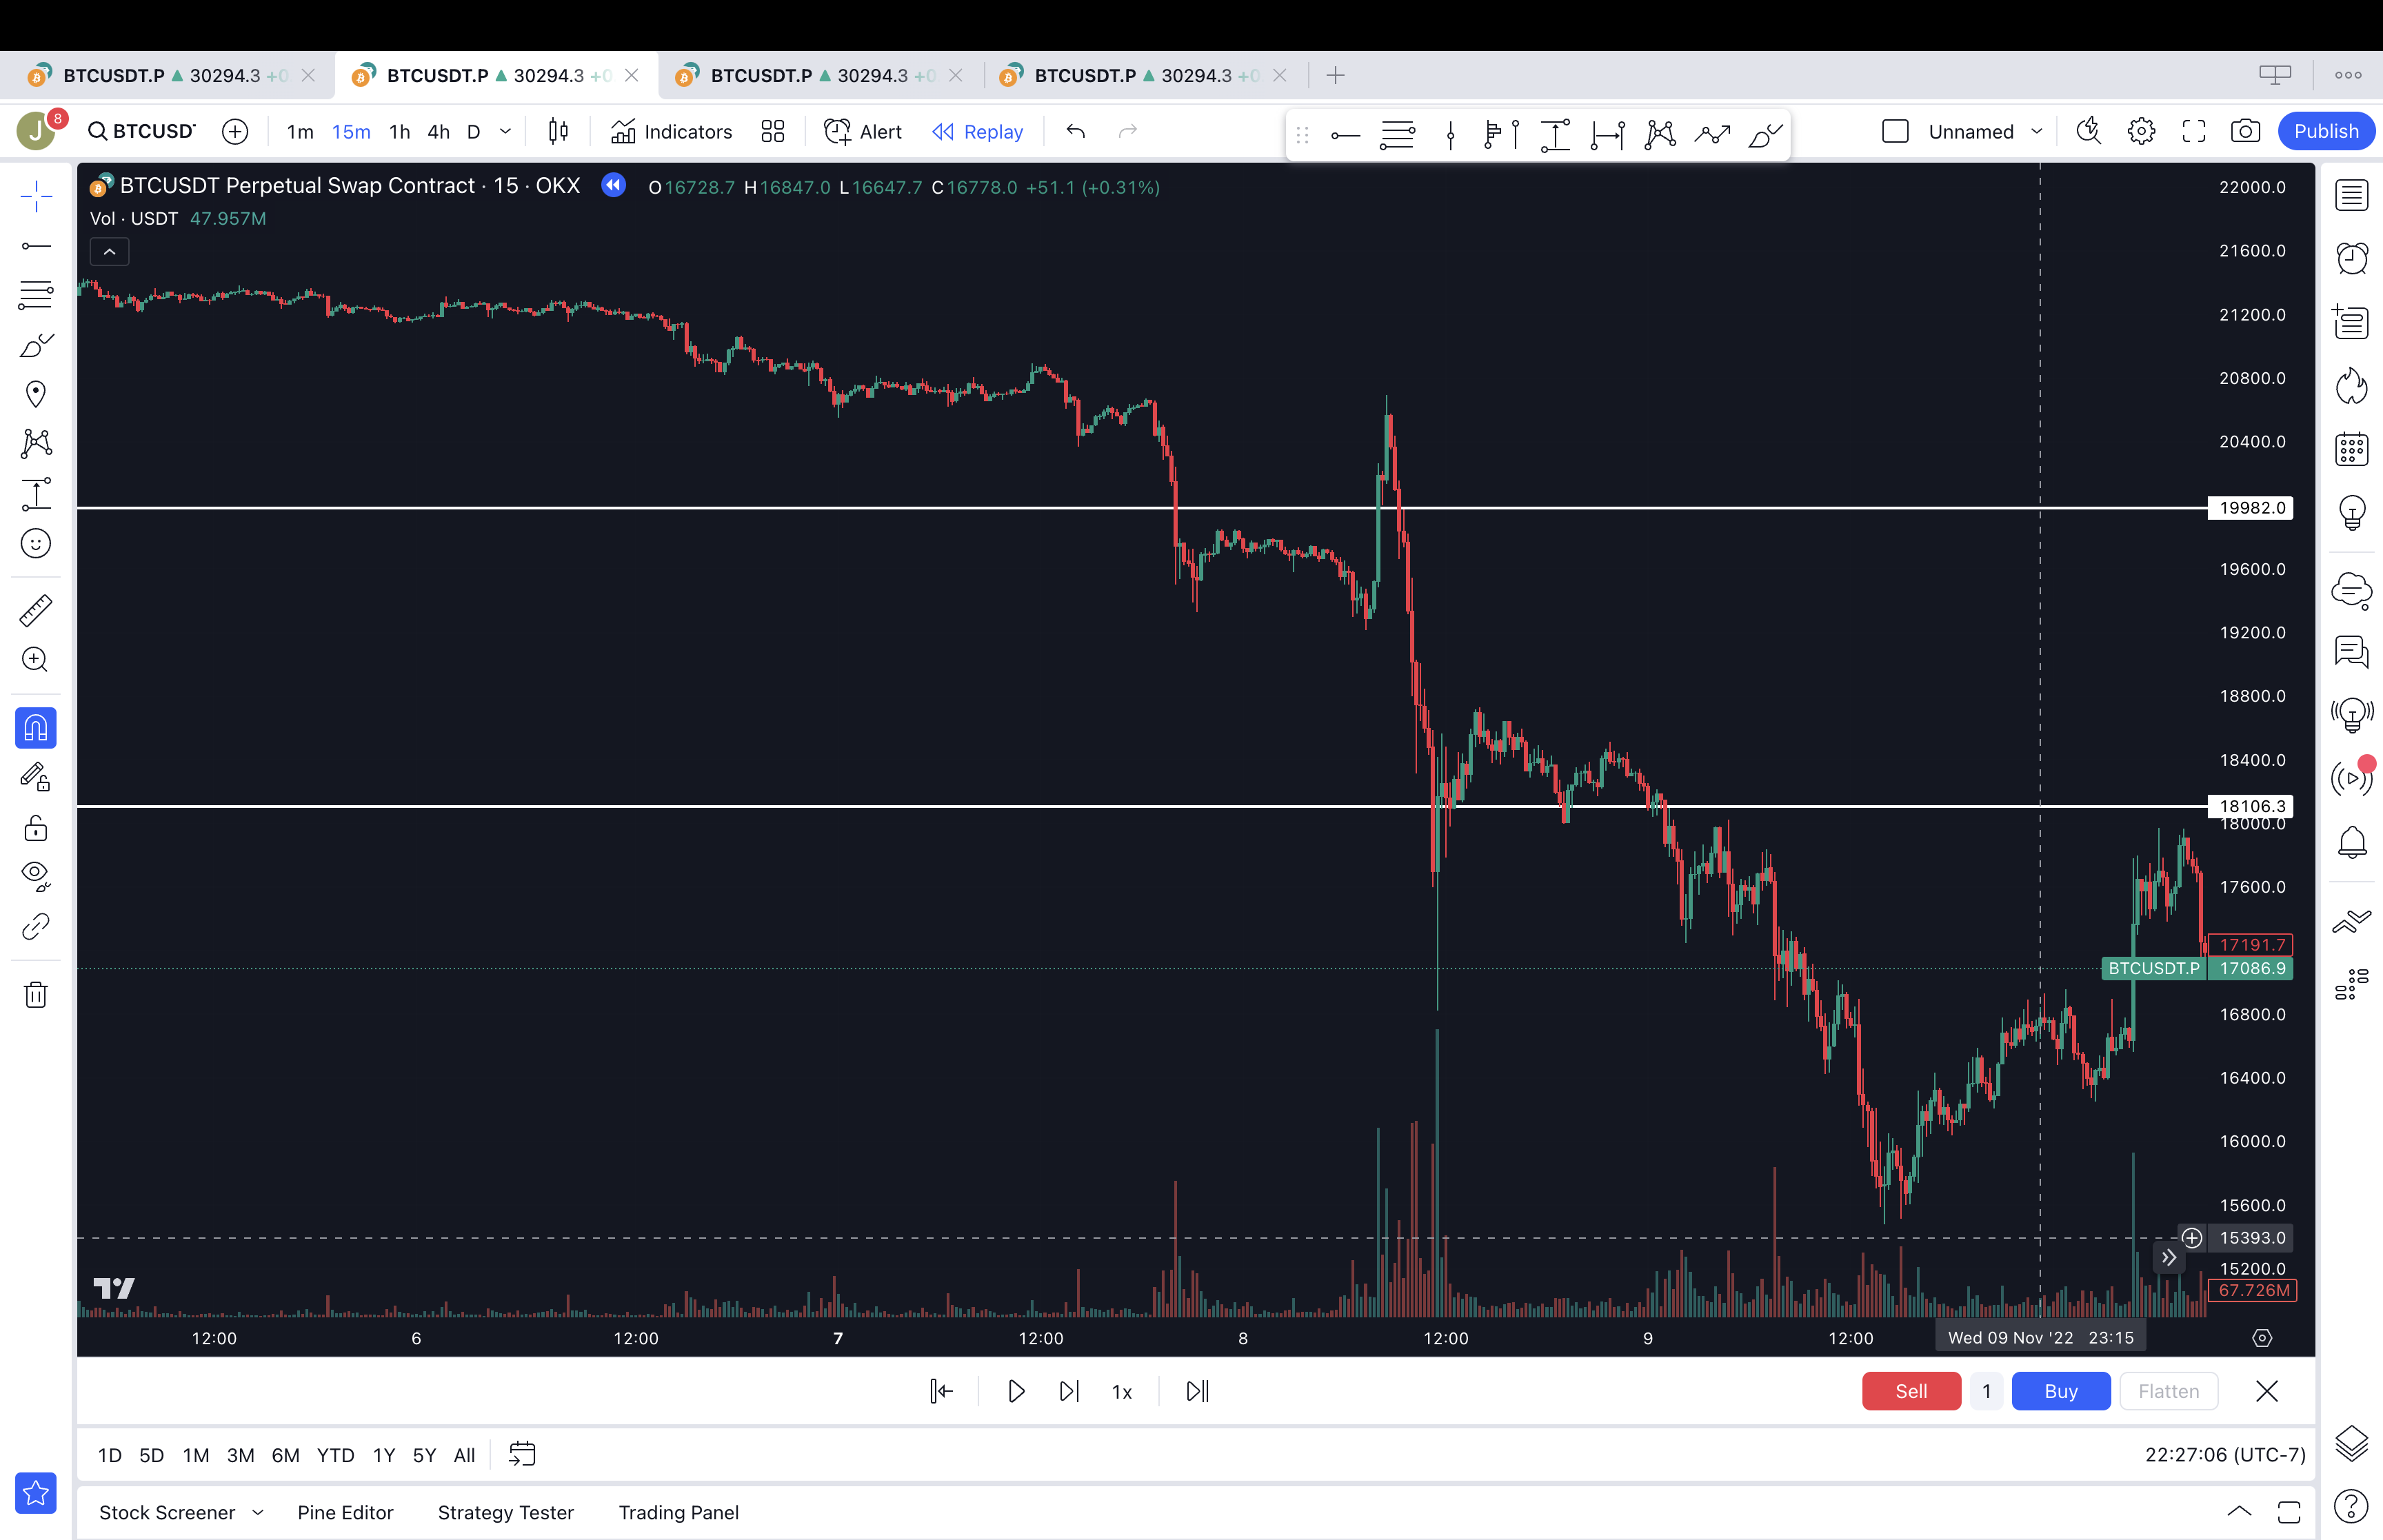 BTCUSDT.P 30294.3 +0
BTCUSDT.P 30294.3 +0
BTCUSDT.P 30294.3 +0
BTCUSDT.P 30294.3 +0
J 8 BTCUSD 1m 15m 1h 4h D Indicators Alert Replay Unnamed Publish
BTCUSDT Perpetual Swap Contract · 15 · OKX O16728.7 H16847.0 L16647.7 C16778.0 +51.1 (+0.31%)
Vol · USDT 47.957M
22000.0
21600.0
21200.0
20800.0
20400.0
19982.0
19600.0
19200.0
18800.0
18400.0
18106.3
18000.0
17600.0
17191.7
BTCUSDT.P 17086.9
16800.0
16400.0
16000.0
15600.0
15393.0
15200.0
67.726M
12:00 6 12:00 7 12:00 8 12:00 9 12:00 Wed 09 Nov '22 23:15
1x Sell 1 Buy Flatten
1D 5D 1M 3M 6M YTD 1Y 5Y All 22:27:06 (UTC-7)
Stock Screener Pine Editor Strategy Tester Trading Panel